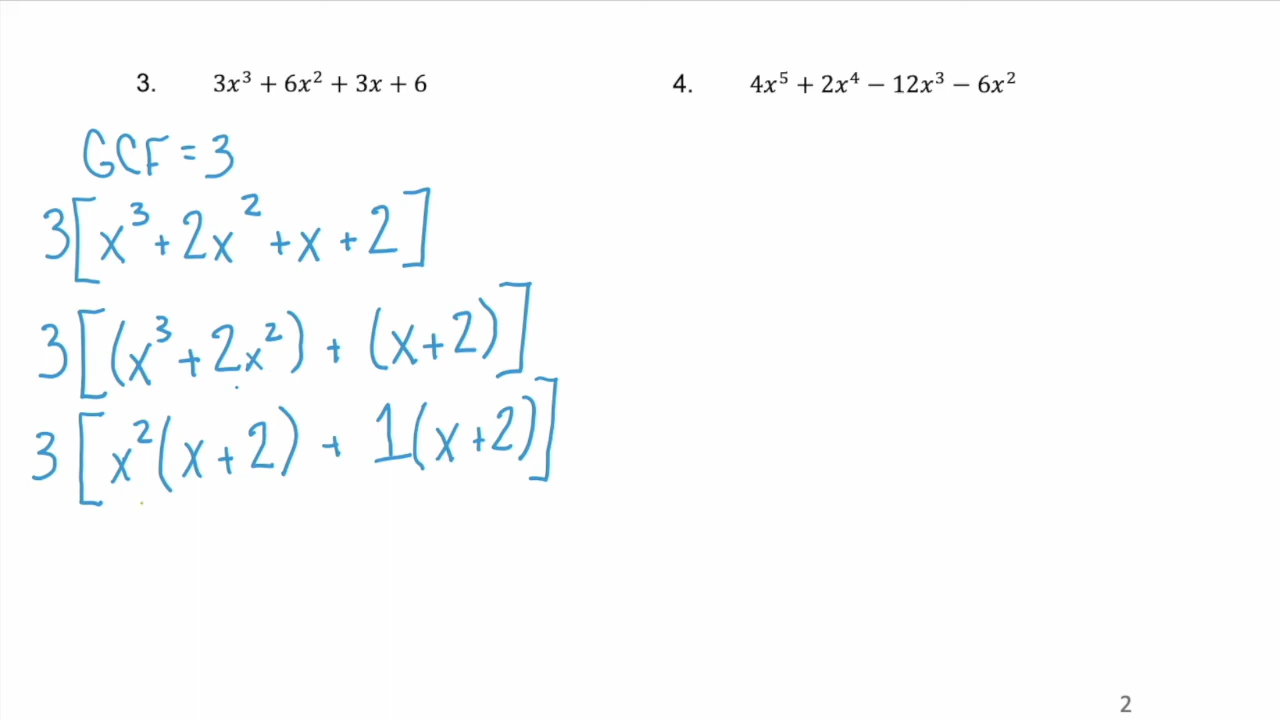 3. 3x³ + 6x² + 3x + 6
GCF = 3
3[x³ + 2x² + x + 2]
3[(x³ + 2x²) + (x + 2)]
3[x²(x + 2) + 1(x + 2)]
4. 4x⁵ + 2x⁴ − 12x³ − 6x²
2